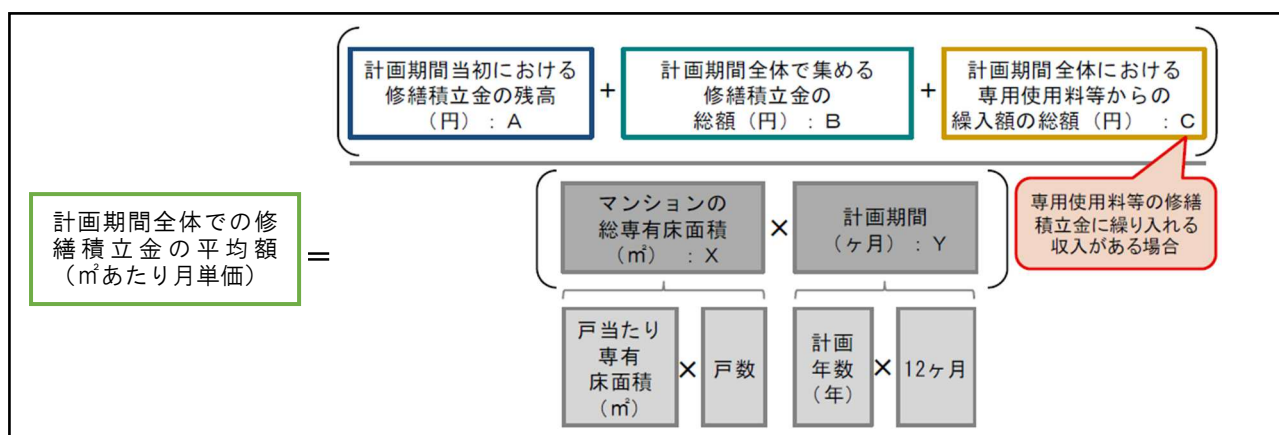 計画期間当初における
修繕積立金の残高
（円）：A
+
計画期間全体で集める
修繕積立金の
総額（円）：B
+
計画期間全体における
専用使用料等からの
繰入額の総額（円）：C
計画期間全体での修
繕積立金の平均額
（㎡あたり月単価）
=
マンションの
総専有床面積
（㎡）：X
×
計画期間
（ヶ月）：Y
専用使用料等の修繕
積立金に繰り入れる
収入がある場合
戸当たり
専有
床面積
（㎡）
×
戸数
計画
年数
（年）
×
12ヶ月